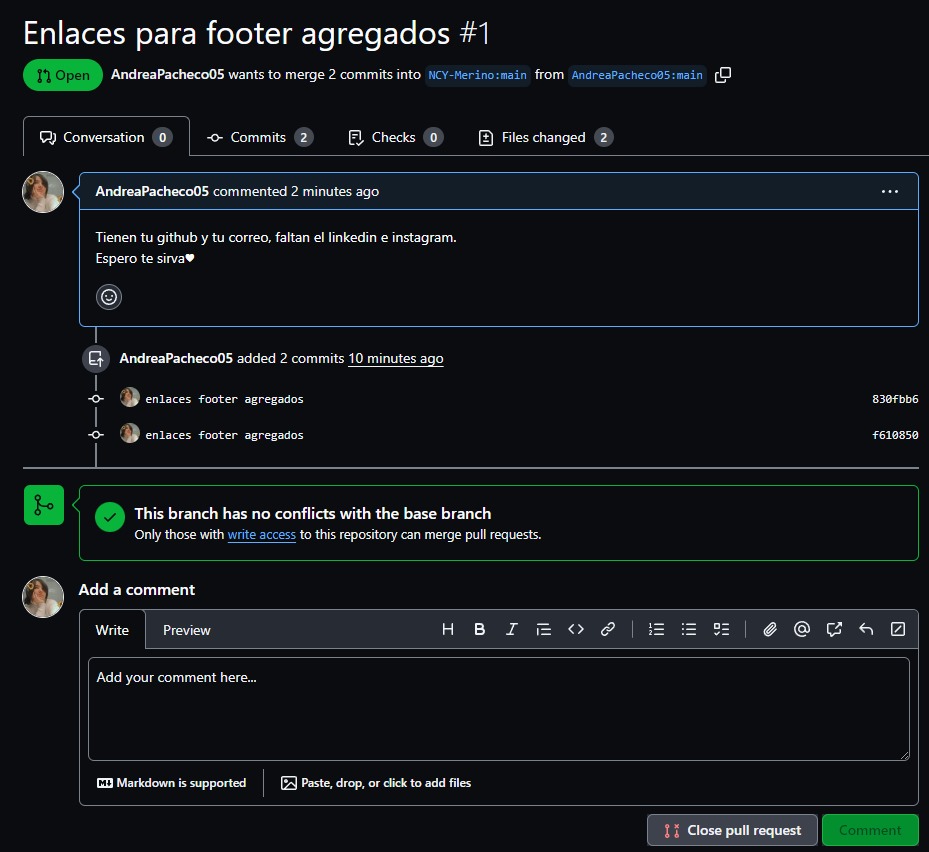 Enlaces para footer agregados #1
Open AndreaPacheco05 wants to merge 2 commits into NCY-Merino:main from AndreaPacheco05:main
Conversation 0 Commits 2 Checks 0 Files changed 2
AndreaPacheco05 commented 2 minutes ago
Tienen tu github y tu correo, faltan el linkedin e instagram.
Espero te sirva♥
AndreaPacheco05 added 2 commits 10 minutes ago
enlaces footer agregados 830fbb6
enlaces footer agregados f610850
This branch has no conflicts with the base branch
Only those with write access to this repository can merge pull requests.
Add a comment
Write Preview
Add your comment here...
Markdown is supported Paste, drop, or click to add files
Close pull request Comment